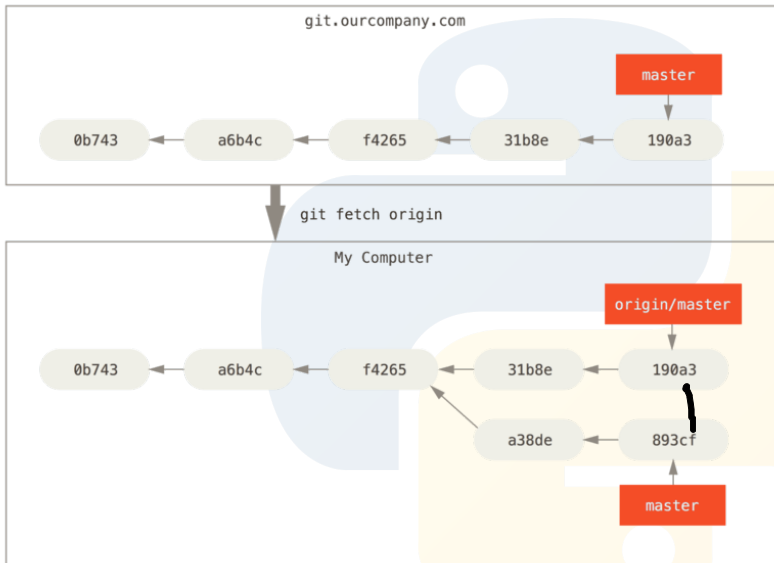 git.ourcompany.com
master
0b743 a6b4c f4265 31b8e 190a3
git fetch origin
My Computer
origin/master
0b743 a6b4c f4265 31b8e 190a3
a38de 893cf
master